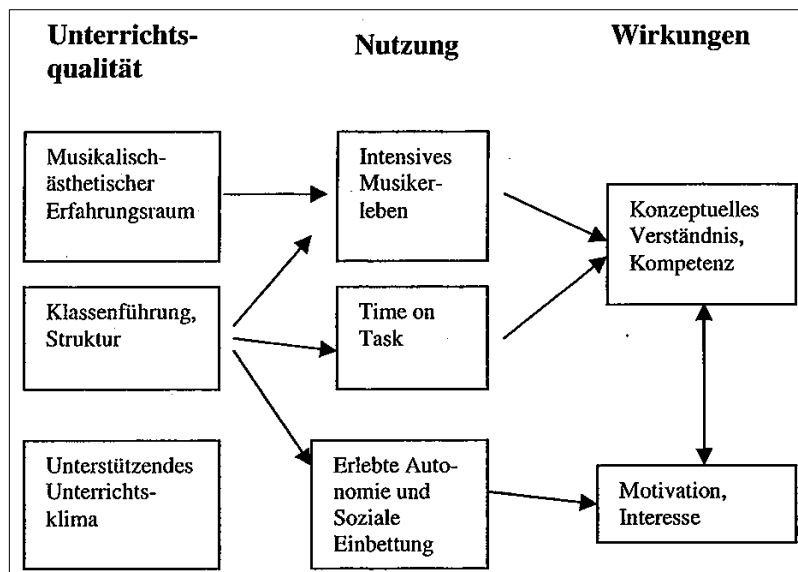 Unterrichts-
qualität
Nutzung
Wirkungen
Musikalisch-
ästhetischer
Erfahrungsraum
Intensives
Musiker-
leben
Konzeptuelles
Verständnis,
Kompetenz
Klassenführung,
Struktur
Time on
Task
Unterstützendes
Unterrichts-
klima
Erlebte Auto-
nomie und
Soziale
Einbettung
Motivation,
Interesse